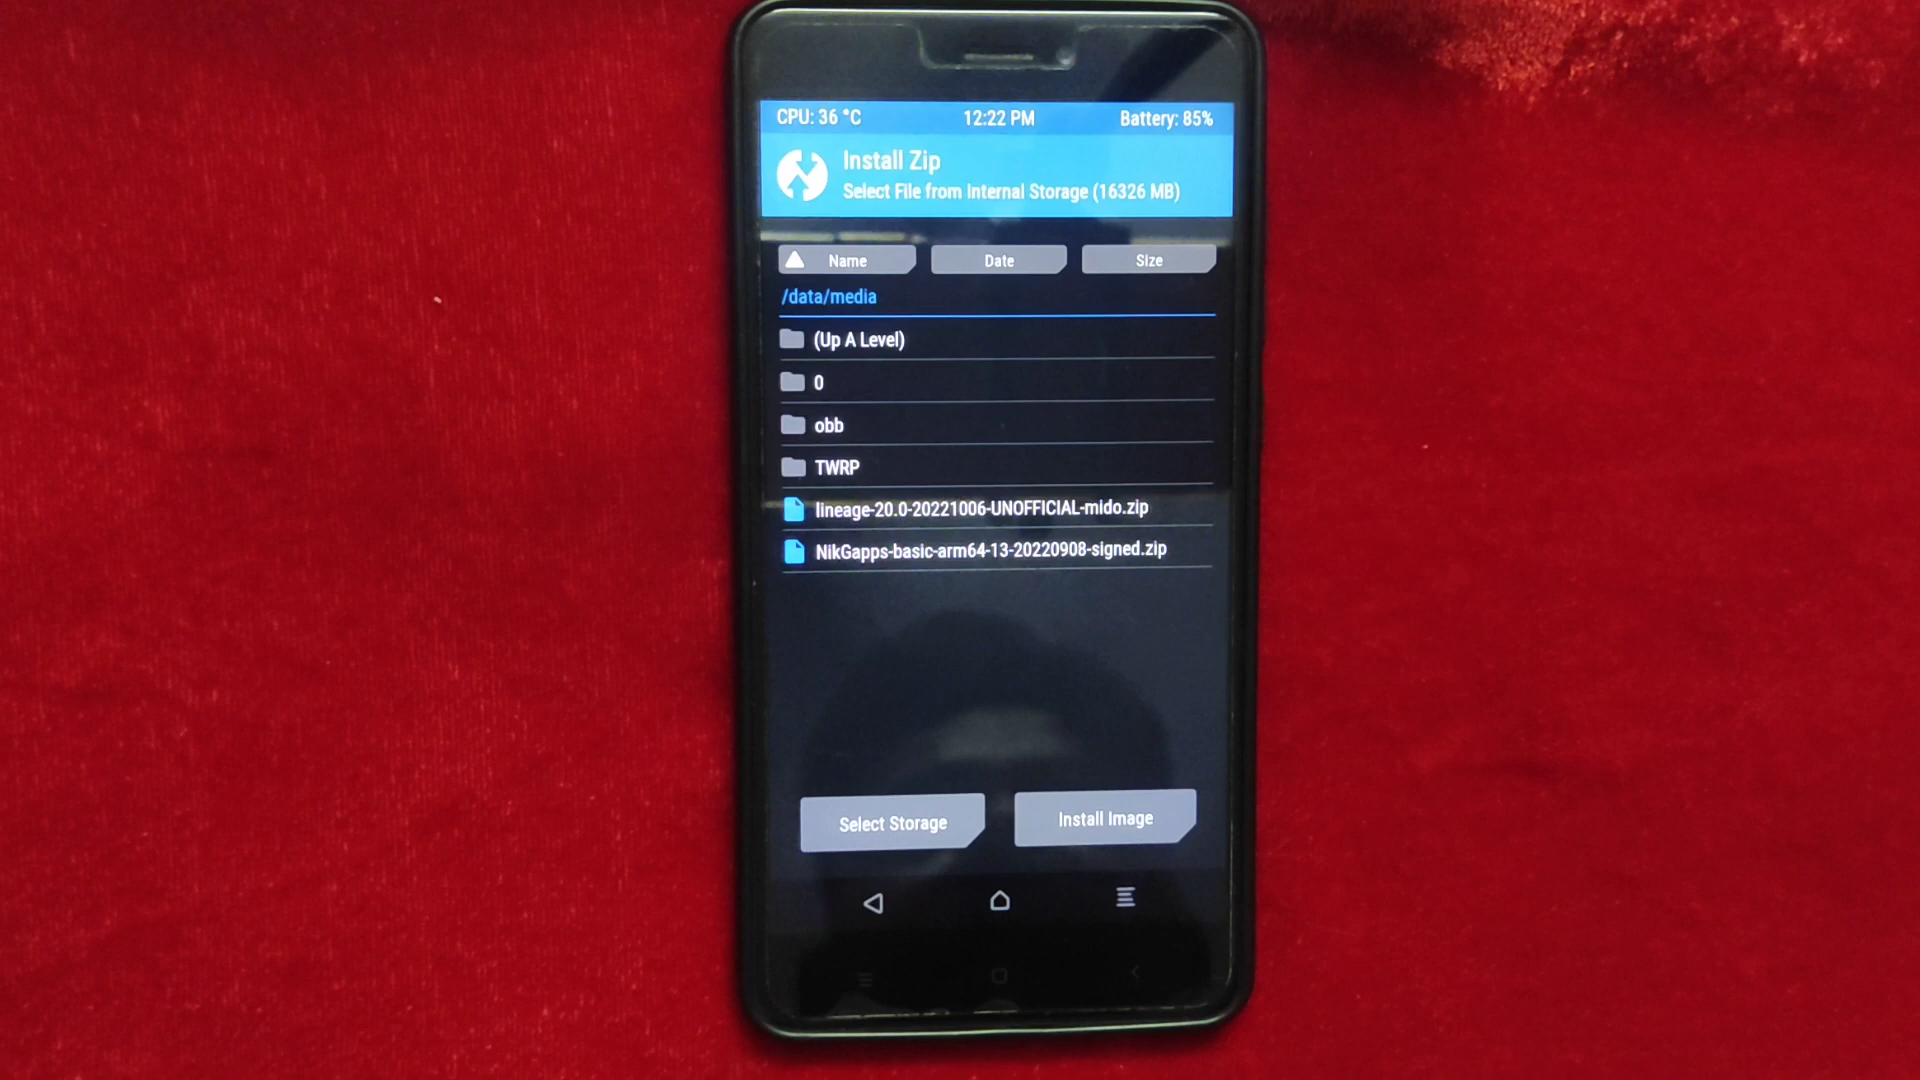 CPU: 36 °C 12:22 PM Battery: 85%
Install Zip
Select File from Internal Storage (16326 MB)
Name Date Size
/data/media
(Up A Level)
0
obb
TWRP
lineage-20.0-20221006-UNOFFICIAL-mido.zip
NikGapps-basic-arm64-13-20220908-signed.zip
Select Storage Install Image